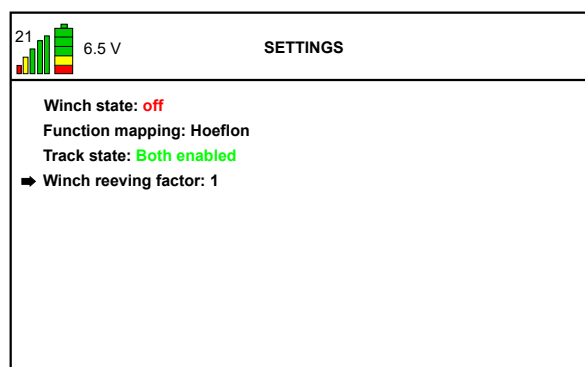 21
6.5 V
SETTINGS
Winch state: off
Function mapping: Hoeflon
Track state: Both enabled
Winch reeving factor: 1